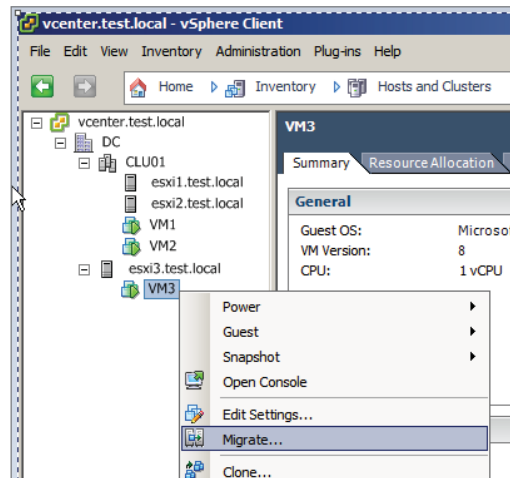 vcenter.test.local - vSphere Client
File Edit View Inventory Administration Plug-ins Help
Home Inventory Hosts and Clusters
vcenter.test.local
DC
CLU01
esxi1.test.local
esxi2.test.local
VM1
VM2
esxi3.test.local
VM3
VM3
Summary Resource Allocation
General
Guest OS: Microso
VM Version: 8
CPU: 1 vCPU
Power
Guest
Snapshot
Open Console
Edit Settings...
Migrate...
Clone...